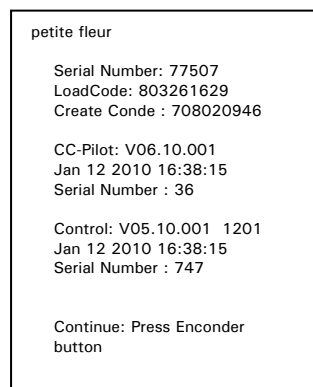 petite fleur
Serial Number: 77507
LoadCode: 803261629
Create Conde : 708020946
CC-Pilot: V06.10.001
Jan 12 2010 16:38:15
Serial Number : 36
Control: V05.10.001 1201
Jan 12 2010 16:38:15
Serial Number : 747
Continue: Press Enconder
button